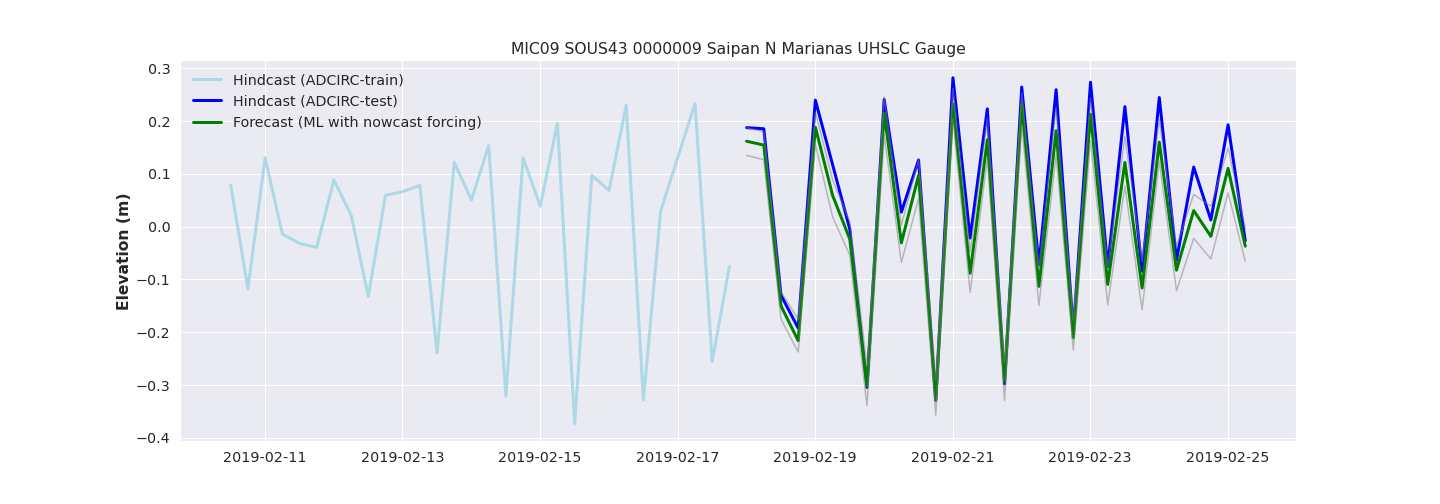 MIC09 SOUS43 0000009 Saipan N Marianas UHSLC Gauge
Hindcast (ADCIRC-train)
Hindcast (ADCIRC-test)
Forecast (ML with nowcast forcing)
Elevation (m)
0.3
0.2
0.1
0.0
−0.1
−0.2
−0.3
−0.4
2019-02-11 2019-02-13 2019-02-15 2019-02-17 2019-02-19 2019-02-21 2019-02-23 2019-02-25